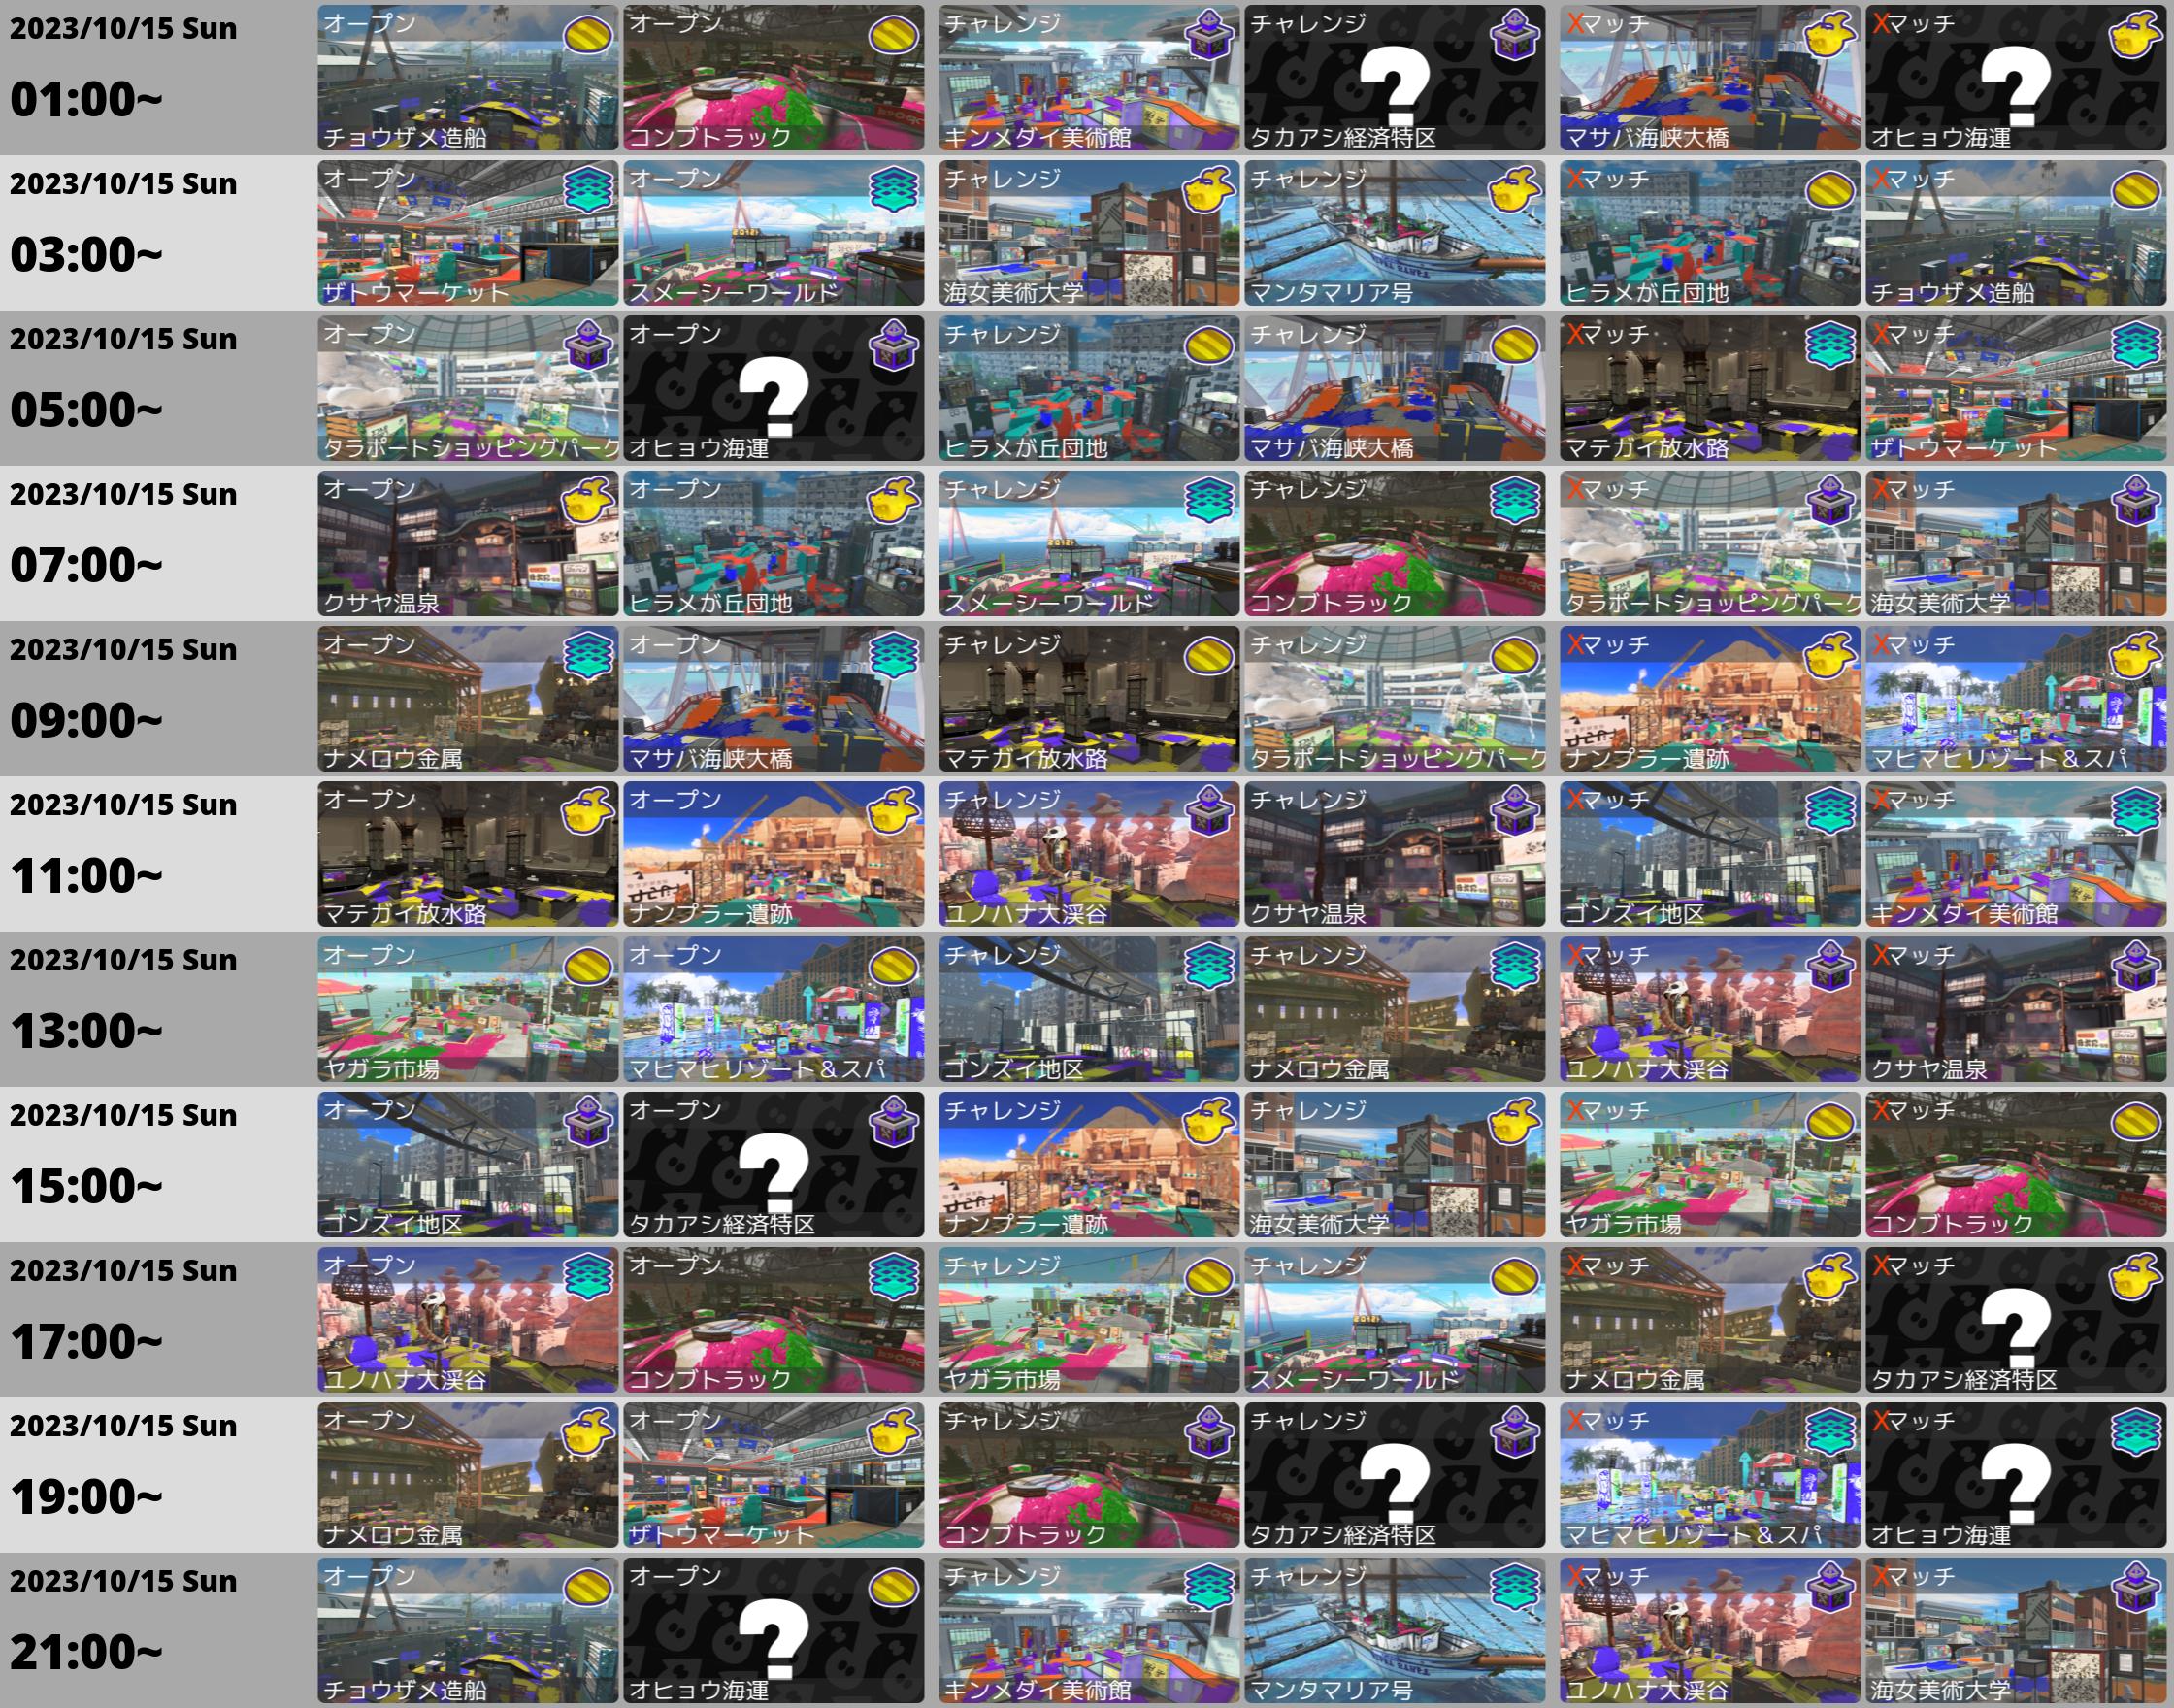 2023/10/15 Sun
01:00~
オープン
チョウザメ造船
オープン
コンブトラック
チャレンジ
キンメダイ美術館
チャレンジ
?
タカアシ経済特区
Xマッチ
マサバ海峡大橋
Xマッチ
?
オヒョウ海運
2023/10/15 Sun
03:00~
オープン
ザトウマーケット
オープン
スメーシーワールド
チャレンジ
海女美術大学
チャレンジ
マンタマリア号
Xマッチ
ヒラメが丘団地
Xマッチ
チョウザメ造船
2023/10/15 Sun
05:00~
オープン
タラポートショッピングパーク
オープン
?
オヒョウ海運
チャレンジ
ヒラメが丘団地
チャレンジ
マサバ海峡大橋
Xマッチ
マテガイ放水路
Xマッチ
ザトウマーケット
2023/10/15 Sun
07:00~
オープン
クサヤ温泉
オープン
ヒラメが丘団地
チャレンジ
スメーシーワールド
チャレンジ
コンブトラック
Xマッチ
タラポートショッピングパーク
Xマッチ
海女美術大学
2023/10/15 Sun
09:00~
オープン
ナメロウ金属
オープン
マサバ海峡大橋
チャレンジ
マテガイ放水路
チャレンジ
タラポートショッピングパーク
Xマッチ
ナンプラー遺跡
Xマッチ
マヒマヒリゾート&スパ
2023/10/15 Sun
11:00~
オープン
マテガイ放水路
オープン
ナンプラー遺跡
チャレンジ
ユノハナ大渓谷
チャレンジ
クサヤ温泉
Xマッチ
ゴンズイ地区
Xマッチ
キンメダイ美術館
2023/10/15 Sun
13:00~
オープン
ヤガラ市場
オープン
マヒマヒリゾート&スパ
チャレンジ
ゴンズイ地区
チャレンジ
ナメロウ金属
Xマッチ
ユノハナ大渓谷
Xマッチ
クサヤ温泉
2023/10/15 Sun
15:00~
オープン
ゴンズイ地区
オープン
?
タカアシ経済特区
チャレンジ
ナンプラー遺跡
チャレンジ
海女美術大学
Xマッチ
ヤガラ市場
Xマッチ
コンブトラック
2023/10/15 Sun
17:00~
オープン
ユノハナ大渓谷
オープン
コンブトラック
チャレンジ
ヤガラ市場
チャレンジ
スメーシーワールド
Xマッチ
ナメロウ金属
Xマッチ
?
タカアシ経済特区
2023/10/15 Sun
19:00~
オープン
ナメロウ金属
オープン
ザトウマーケット
チャレンジ
コンブトラック
チャレンジ
?
タカアシ経済特区
Xマッチ
マヒマヒリゾート&スパ
Xマッチ
?
オヒョウ海運
2023/10/15 Sun
21:00~
オープン
チョウザメ造船
オープン
?
オヒョウ海運
チャレンジ
キンメダイ美術館
チャレンジ
マンタマリア号
Xマッチ
ユノハナ大渓谷
Xマッチ
海女美術大学